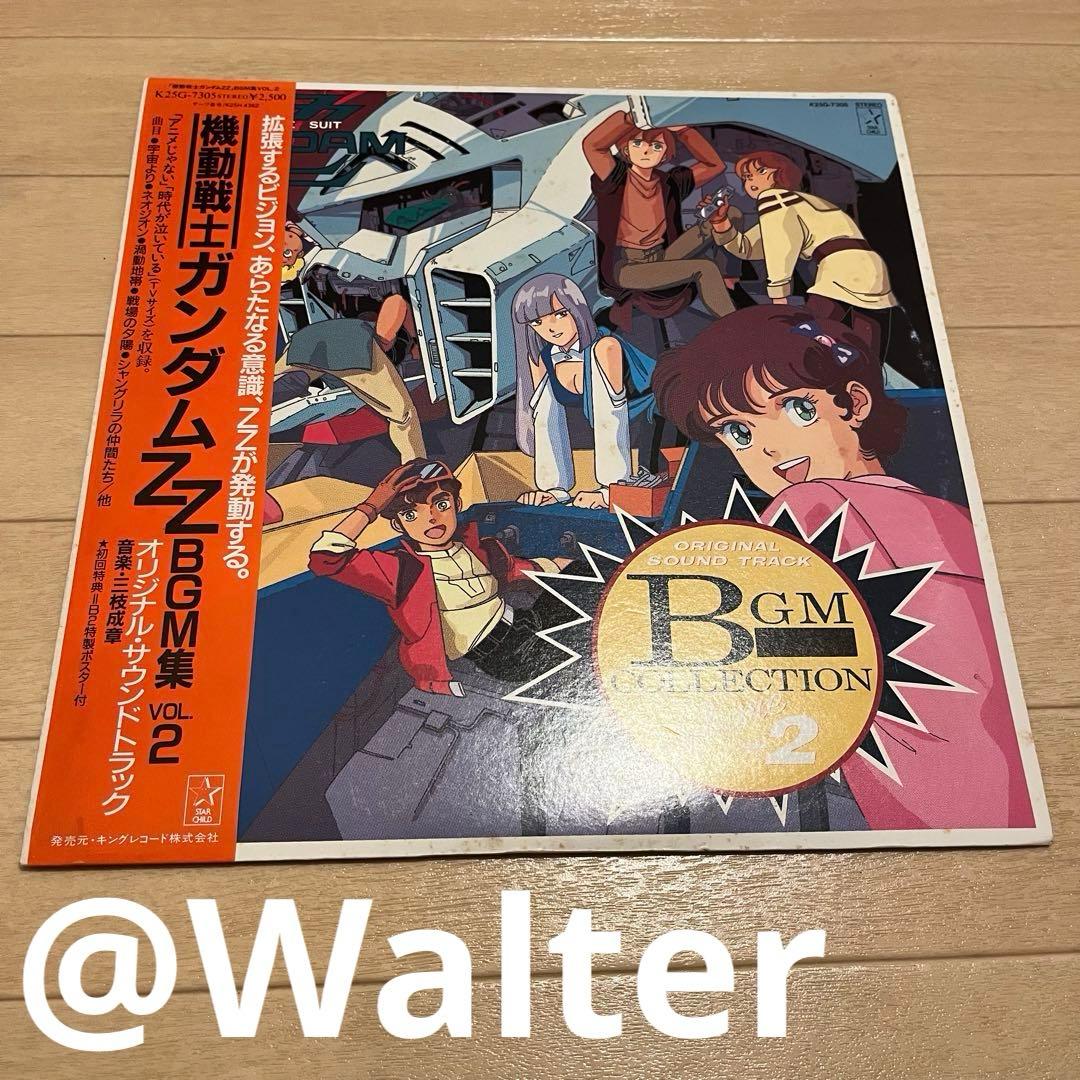 「機動戦士ガンダムZZ」BGM集VOL.2
K25G-7305 STEREO ¥2,500
テープ番号/K25H-4362
機動戦士ガンダムZZ BGM集 VOL.2
オリジナル・サウンドトラック
音楽・三枝成章
★初回特典=B2特製ポスター付
「アニメじゃない」「時代が泣いている」(TVサイズ)を収録。
曲目●宇宙より●ネオジオン●渦動地帯●戦場の夕陽●シャングリラの仲間たち/他
拡張するビジョン、あらたなる意識、ZZが発動する。
STAR
CHILD
発売元・キングレコード株式会社
SUIT
DAM
K25G-7305 STEREO
STAR
CHILD
ORIGINAL
SOUND TRACK
BGM
COLLECTION
2
@Walter